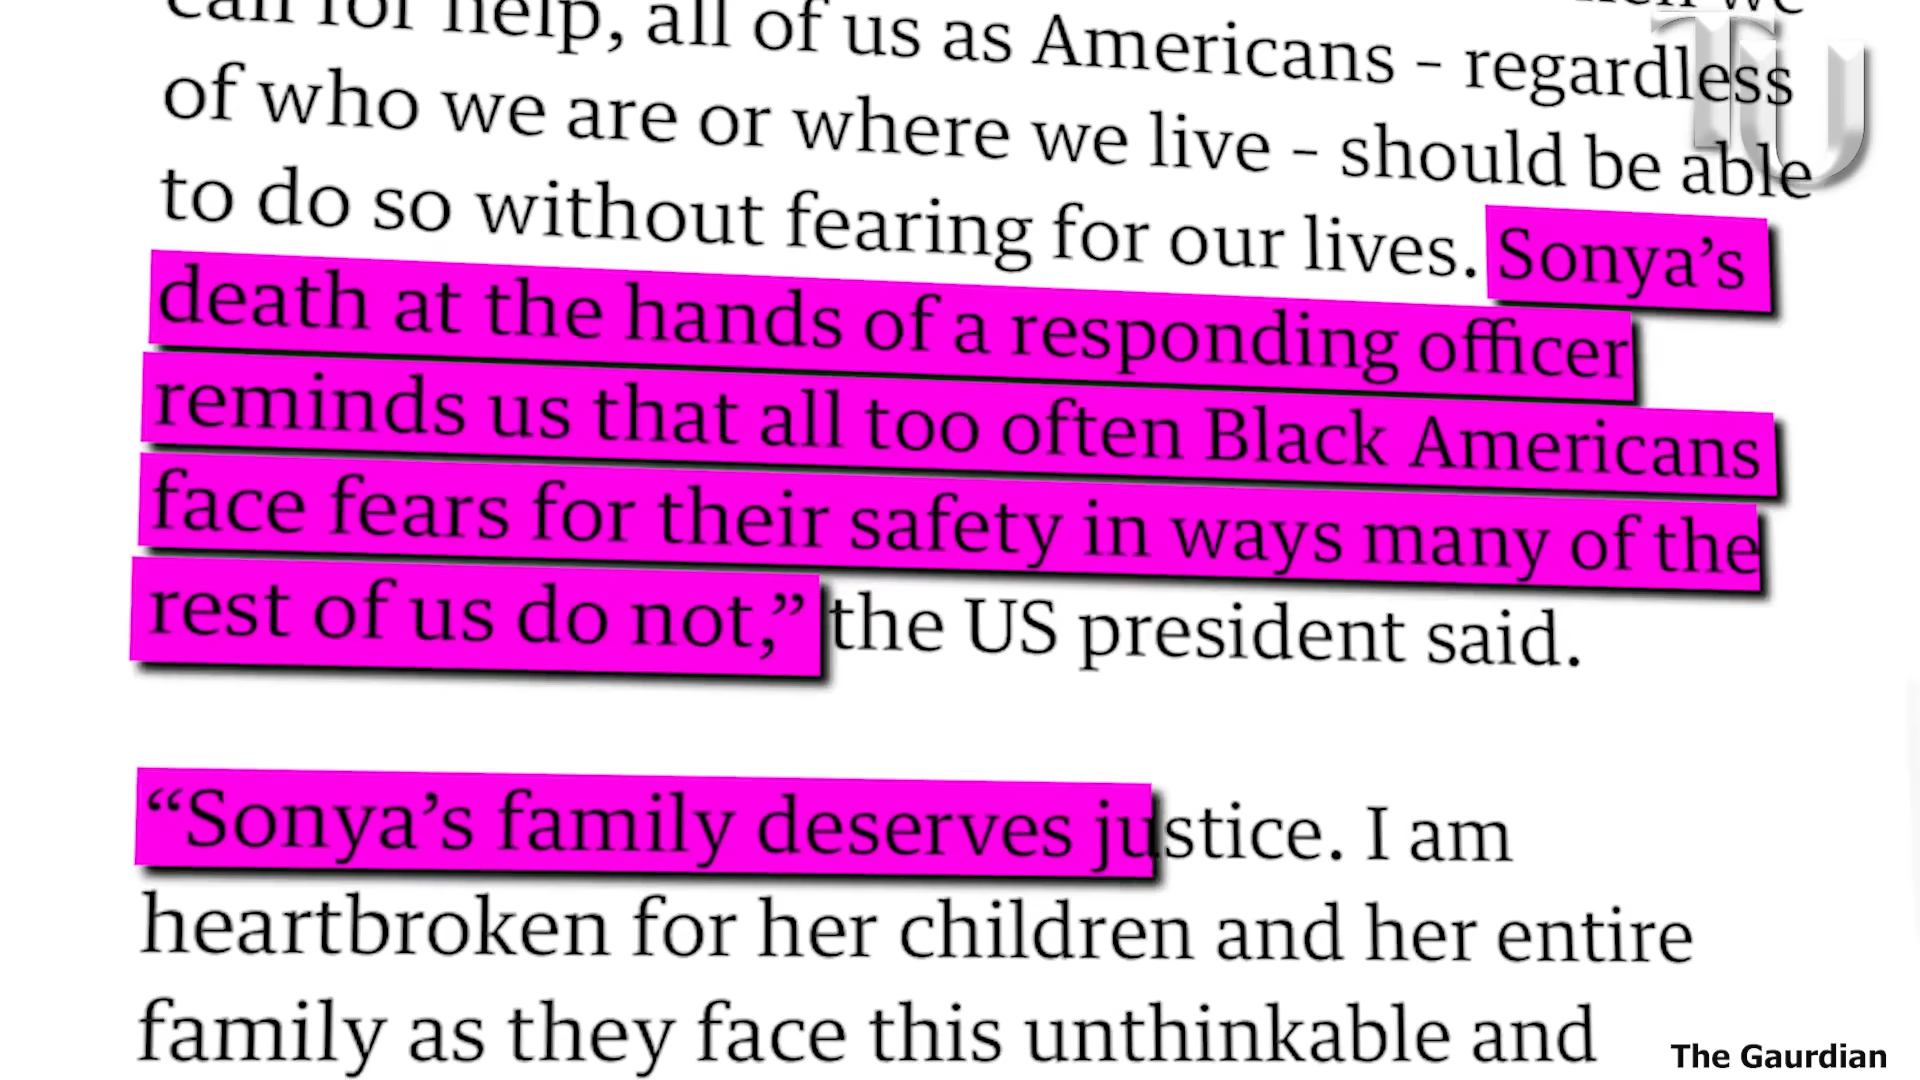 call for help, all of us as Americans – regardless
of who we are or where we live – should be able
to do so without fearing for our lives. Sonya’s
death at the hands of a responding officer
reminds us that all too often Black Americans
face fears for their safety in ways many of the
rest of us do not,” the US president said.
“Sonya’s family deserves justice. I am
heartbroken for her children and her entire
family as they face this unthinkable and
TU
The Gaurdian